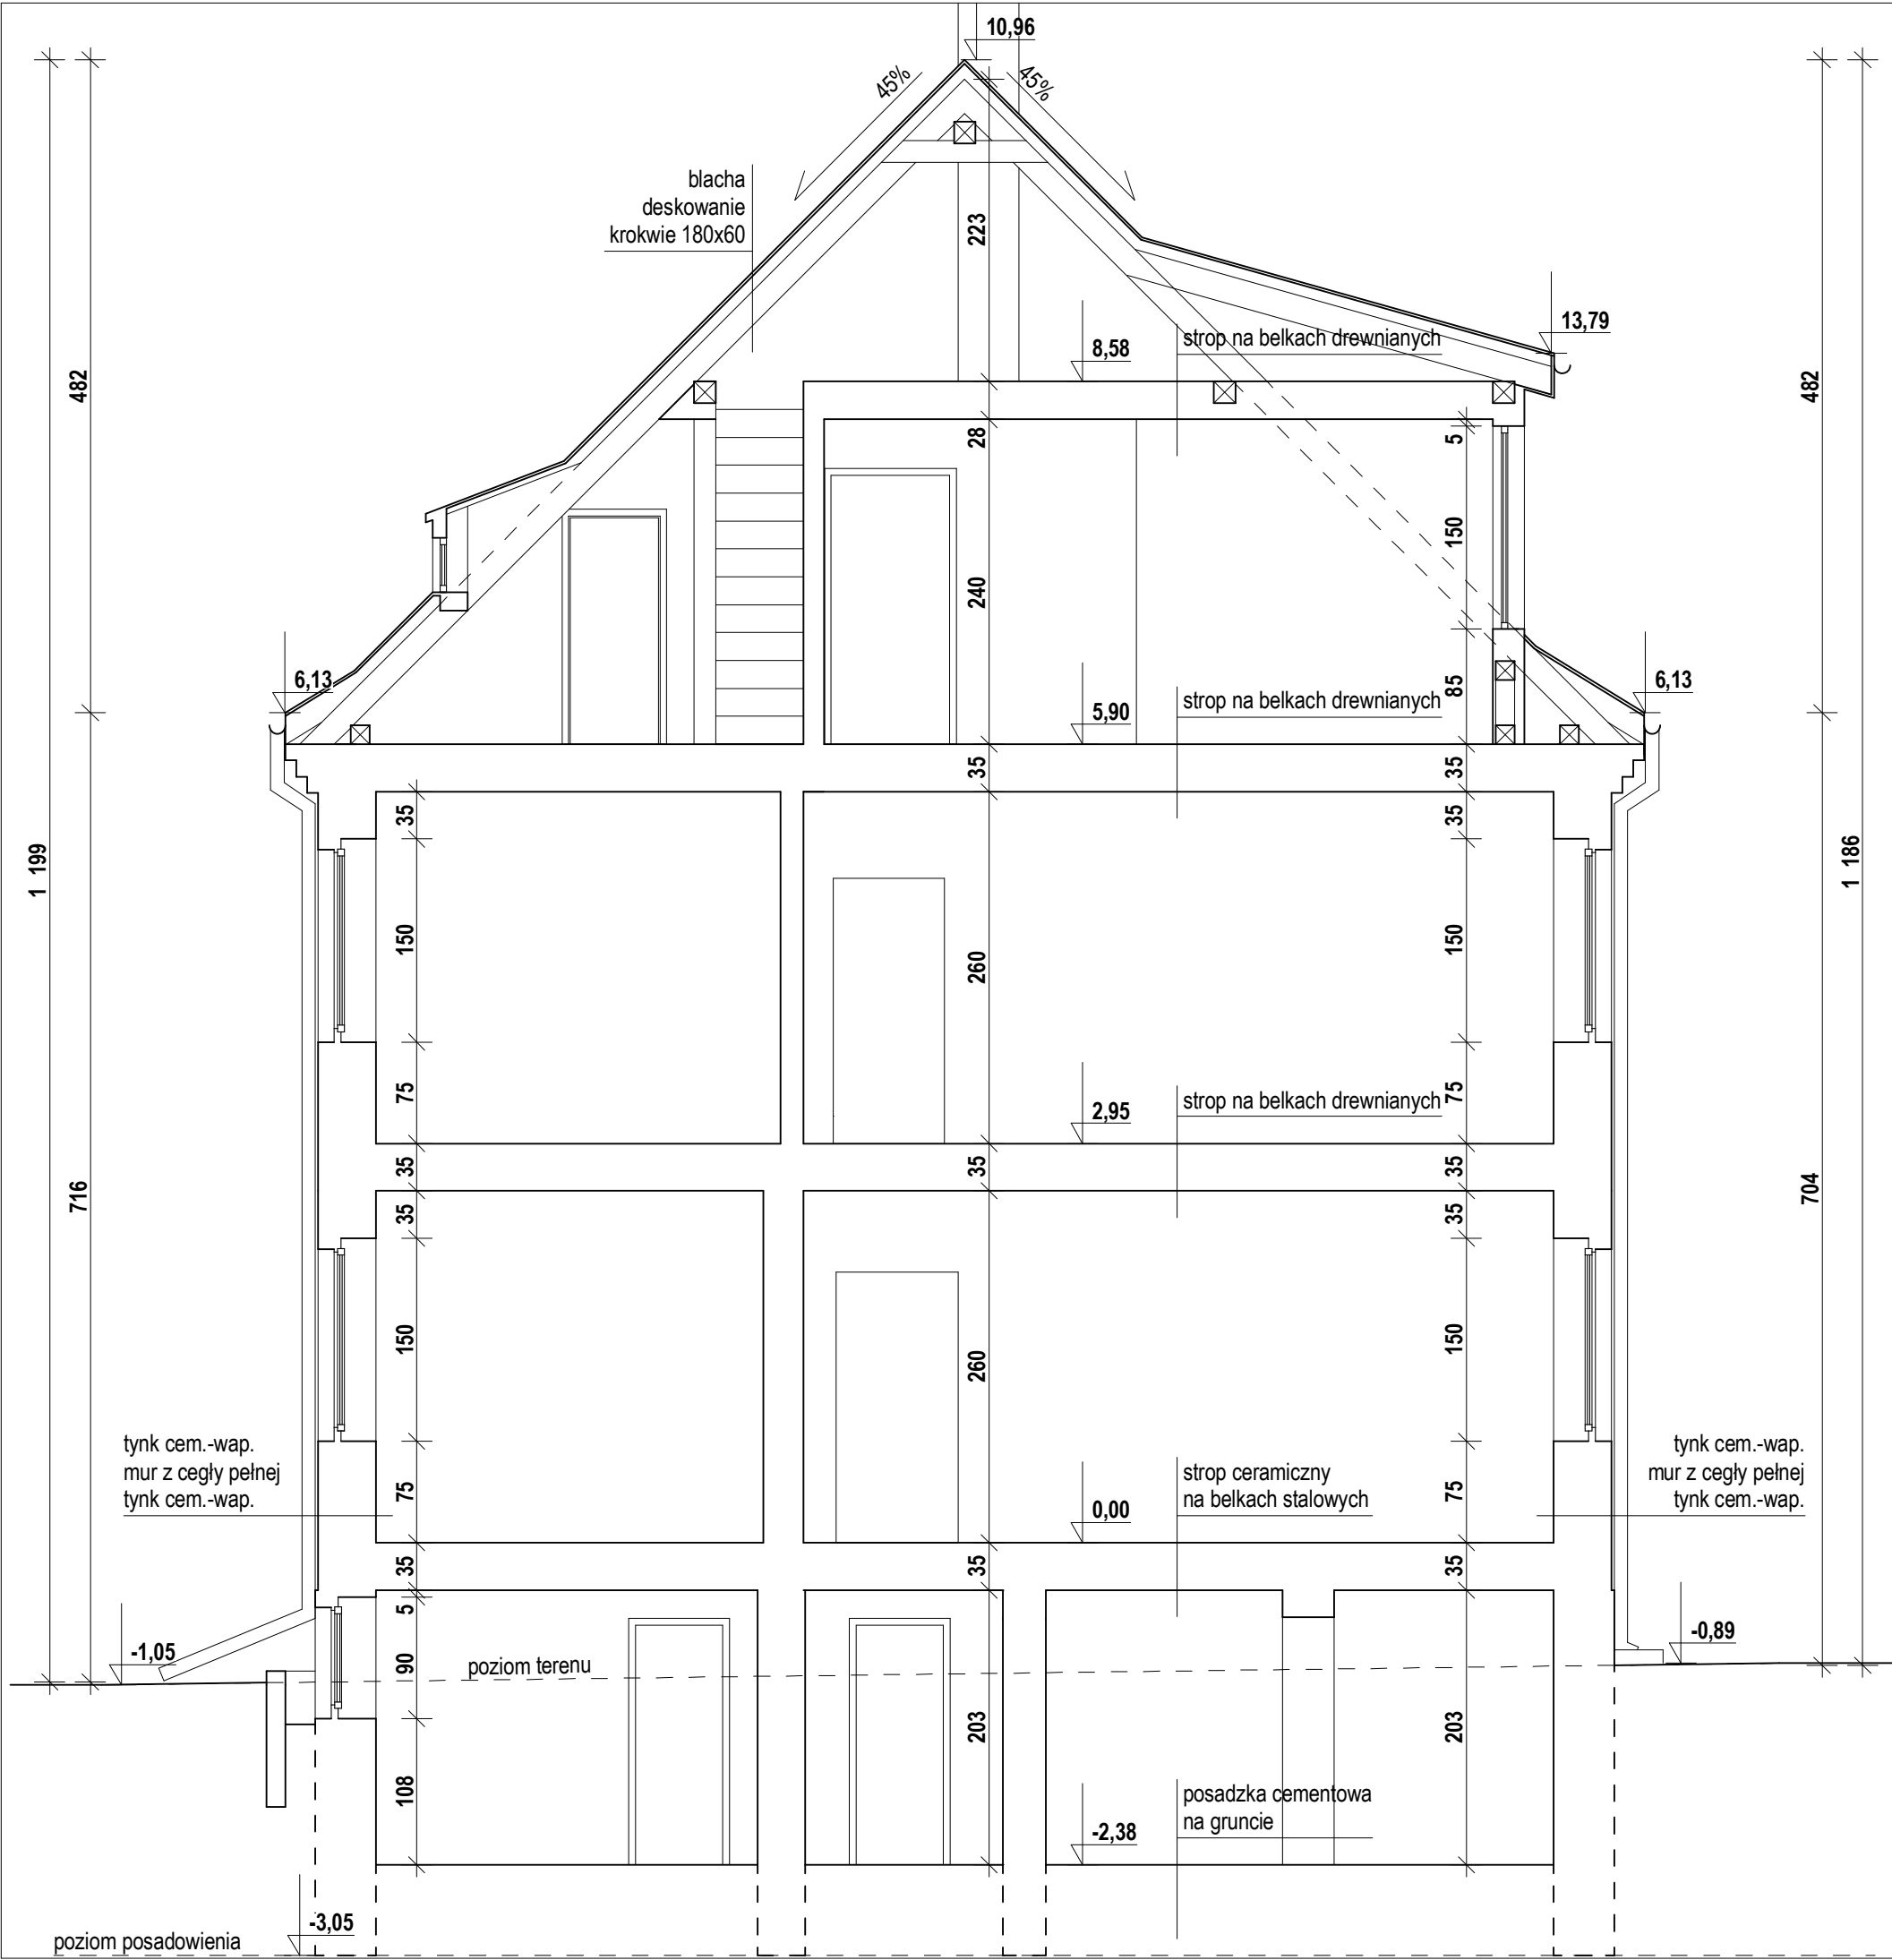 10,96
45%
45%
blacha
deskowanie
krokwie 180x60
223
13,79
strop na belkach drewnianych
8,58
482
482
28
5
150
240
6,13
6,13
85
strop na belkach drewnianych
5,90
35
35
35
35
1 199
1 186
150
260
150
75
75
strop na belkach drewnianych
2,95
35
35
35
716
704
35
35
150
260
150
tynk cem.-wap.
mur z cegły pełnej
tynk cem.-wap.
tynk cem.-wap.
mur z cegły pełnej
tynk cem.-wap.
75
75
strop ceramiczny
na belkach stalowych
0,00
35
35
35
5
-1,05
-0,89
90
poziom terenu
203
203
108
posadzka cementowa
na gruncie
-2,38
-3,05
poziom posadowienia